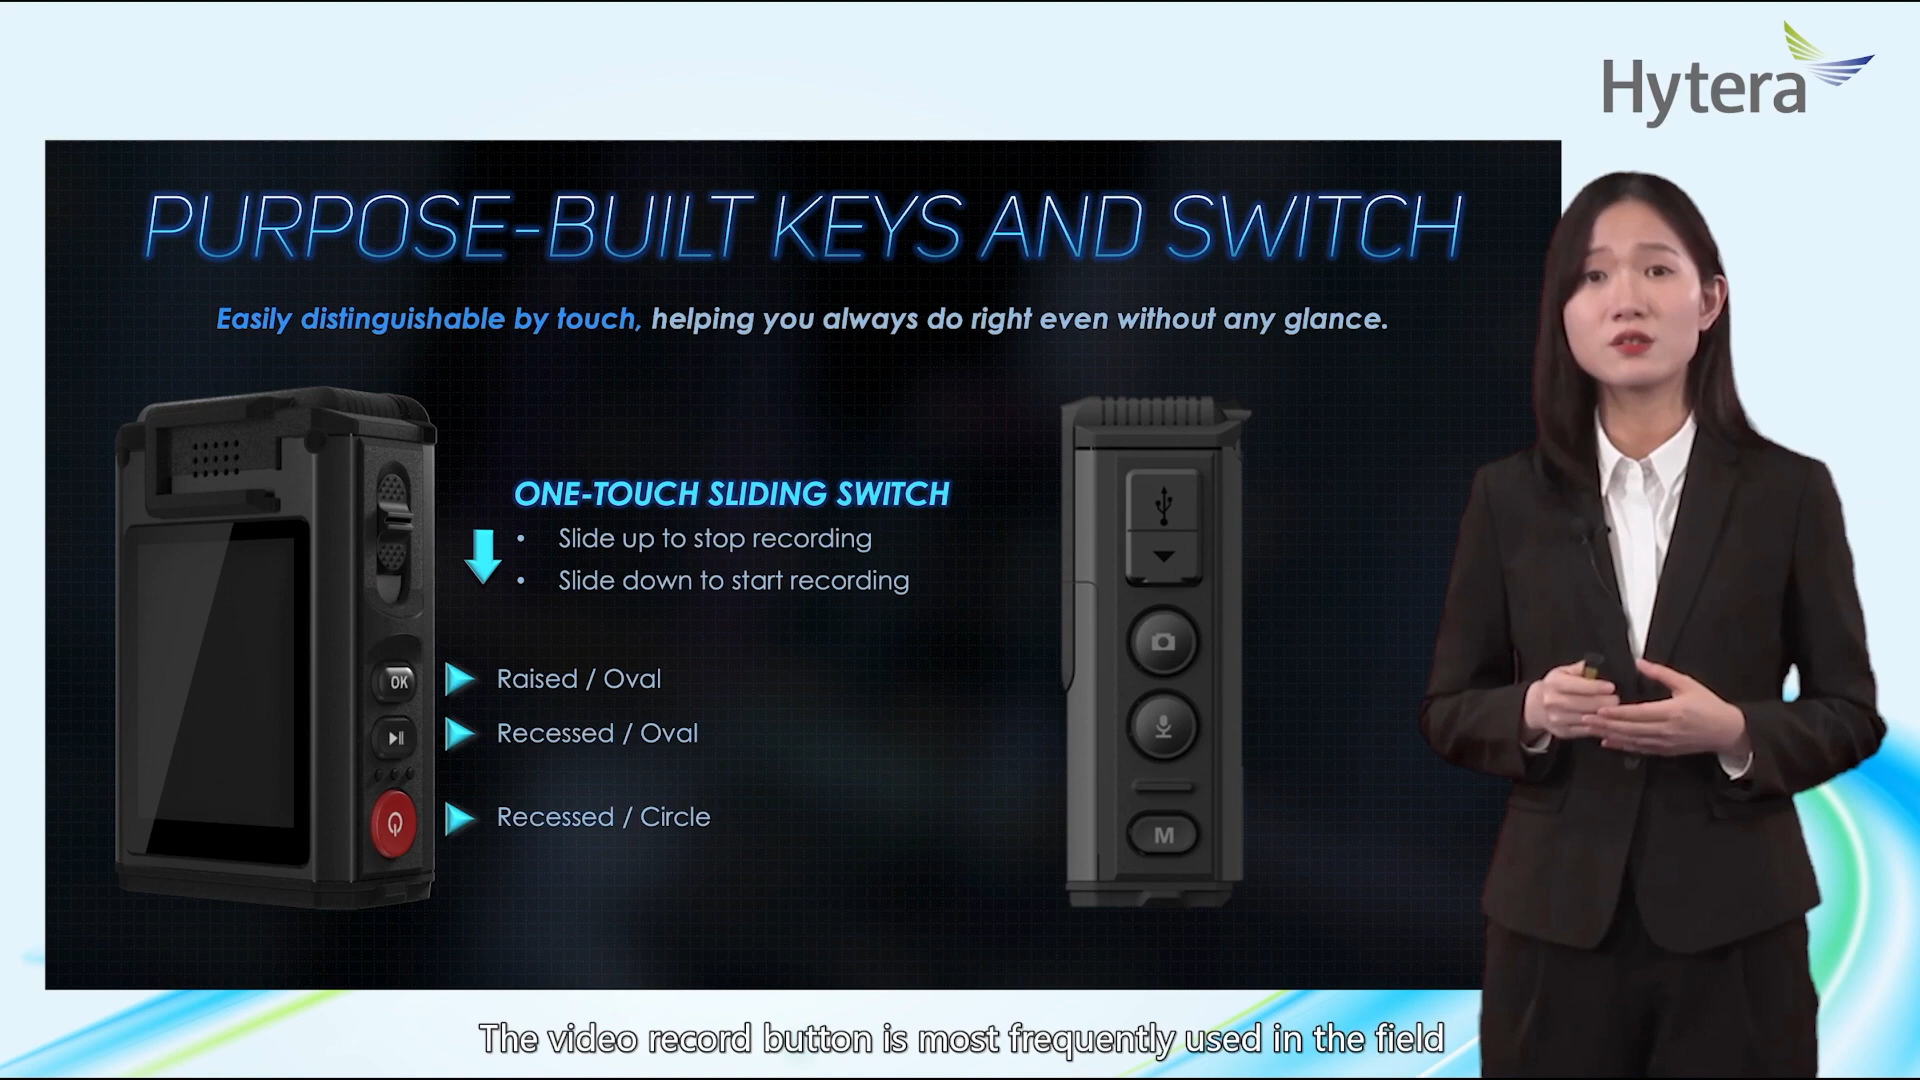 Hytera
PURPOSE-BUILT KEYS AND SWITCH
Easily distinguishable by touch, helping you always do right even without any glance.
ONE-TOUCH SLIDING SWITCH
• Slide up to stop recording
• Slide down to start recording
OK
Raised / Oval
Recessed / Oval
Recessed / Circle
M
The video record button is most frequently used in the field